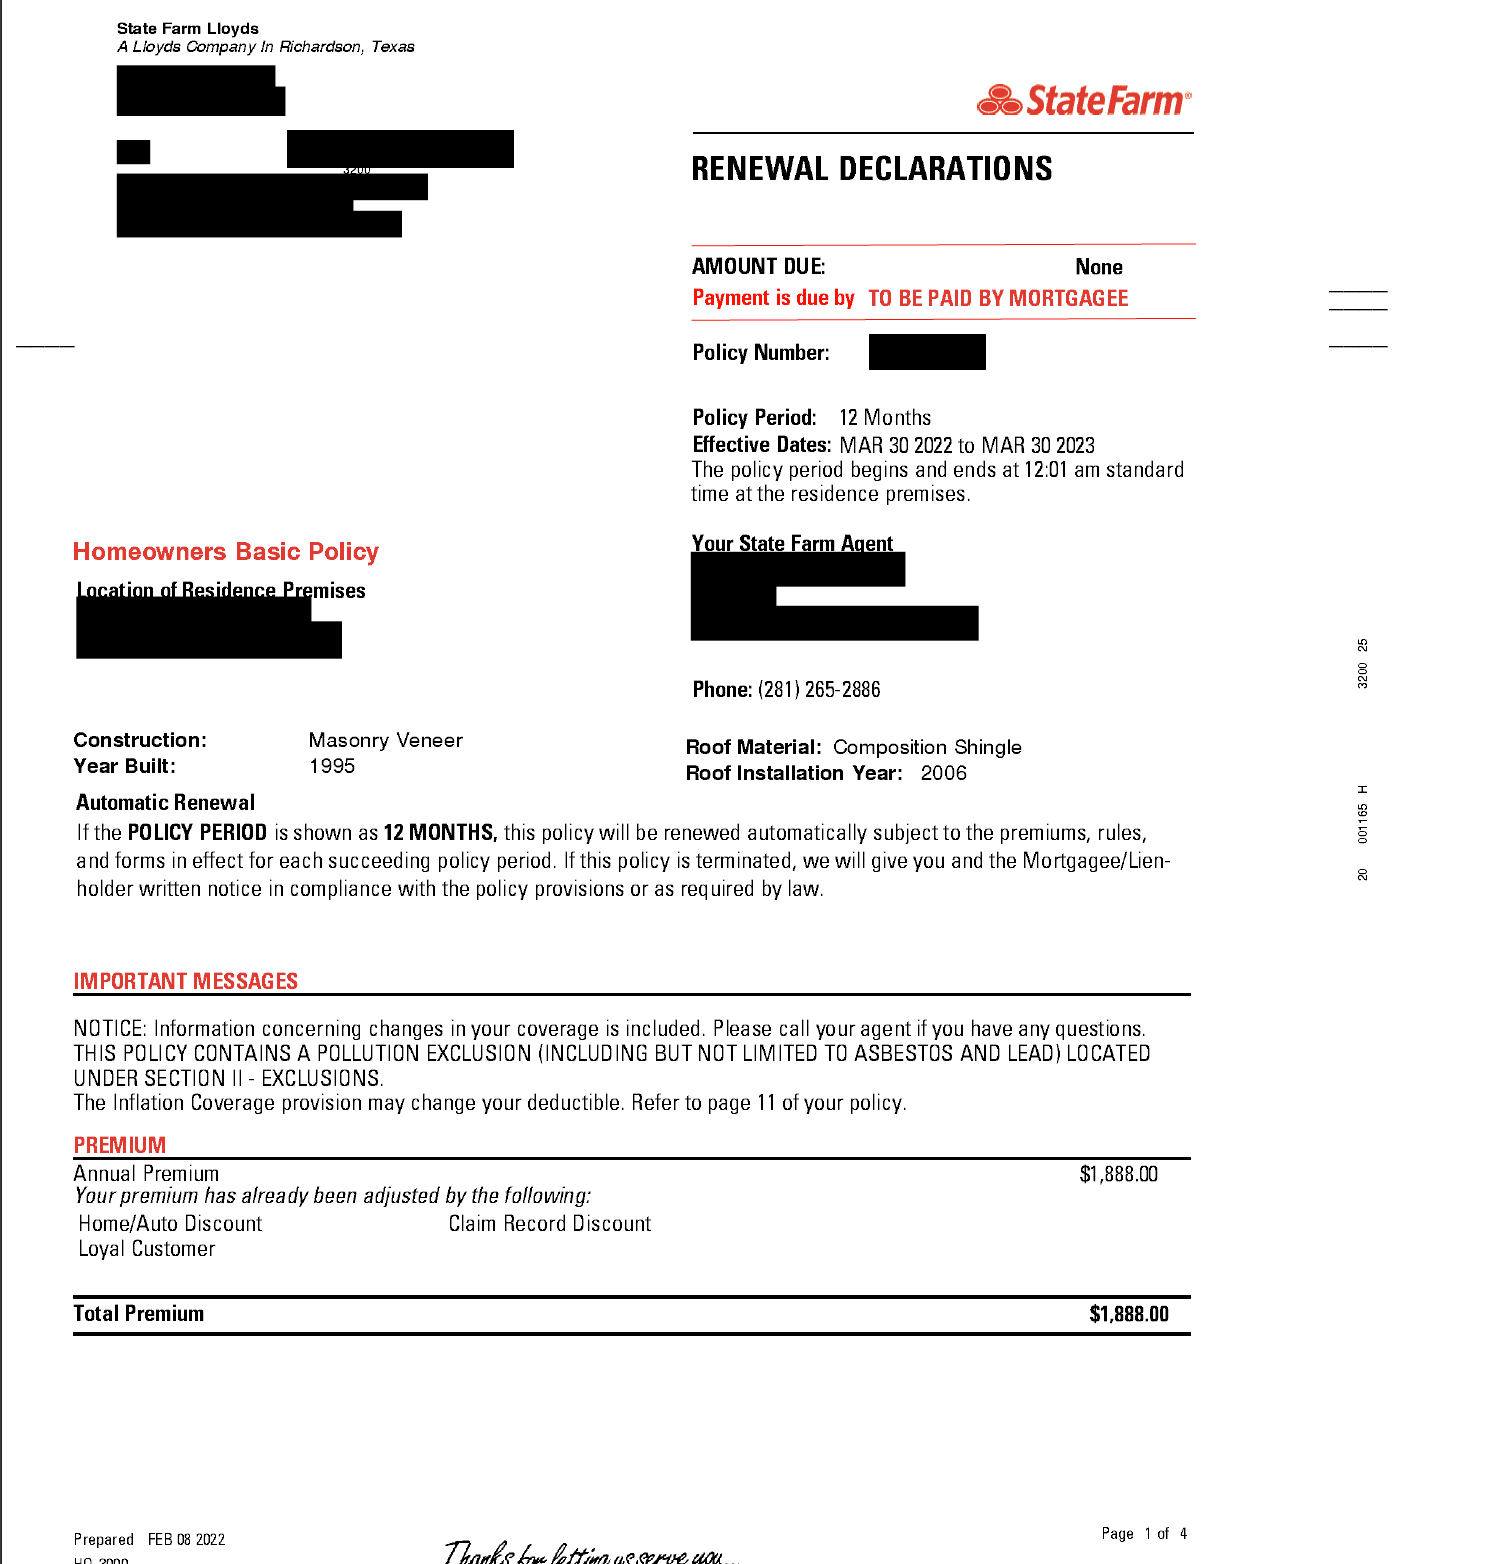 State Farm Lloyds
A Lloyds Company In Richardson, Texas
StateFarm®
3200
RENEWAL DECLARATIONS
AMOUNT DUE: None
Payment is due by TO BE PAID BY MORTGAGEE
Policy Number:
Policy Period: 12 Months
Effective Dates: MAR 30 2022 to MAR 30 2023
The policy period begins and ends at 12:01 am standard
time at the residence premises.
Homeowners Basic Policy
Location of Residence Premises
Your State Farm Agent
Phone: (281) 265-2886
3200 25
Construction: Masonry Veneer
Year Built: 1995
Roof Material: Composition Shingle
Roof Installation Year: 2006
20 001165 H
Automatic Renewal
If the POLICY PERIOD is shown as 12 MONTHS, this policy will be renewed automatically subject to the premiums, rules,
and forms in effect for each succeeding policy period. If this policy is terminated, we will give you and the Mortgagee/Lien-
holder written notice in compliance with the policy provisions or as required by law.
IMPORTANT MESSAGES
NOTICE: Information concerning changes in your coverage is included. Please call your agent if you have any questions.
THIS POLICY CONTAINS A POLLUTION EXCLUSION (INCLUDING BUT NOT LIMITED TO ASBESTOS AND LEAD) LOCATED
UNDER SECTION II - EXCLUSIONS.
The Inflation Coverage provision may change your deductible. Refer to page 11 of your policy.
PREMIUM
Annual Premium $1,888.00
Your premium has already been adjusted by the following:
Home/Auto Discount Claim Record Discount
Loyal Customer
Total Premium $1,888.00
Prepared FEB 08 2022
HO-2000
Thanks for letting us serve you...
Page 1 of 4